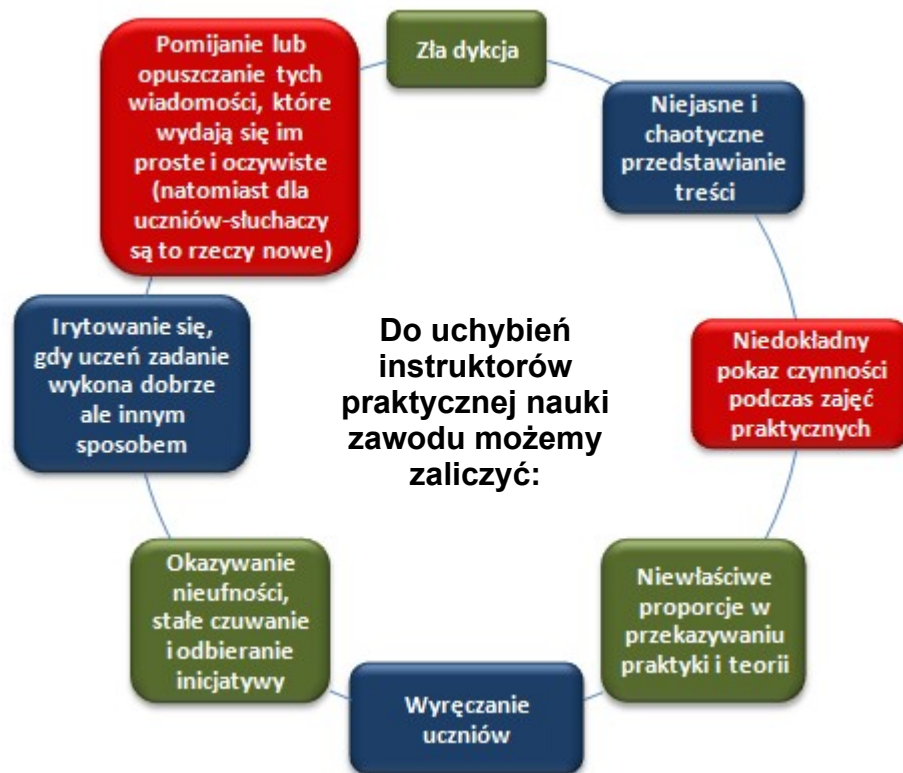 Zła dykcja
Niejasne i
chaotyczne
przedstawianie
treści
Niedokładny
pokaz czynności
podczas zajęć
praktycznych
Niewłaściwe
proporcje w
przekazywaniu
praktyki i teorii
Wyręczanie
uczniów
Okazywanie
nieufności,
stałe czuwanie
i odbieranie
inicjatywy
Irytowanie się,
gdy uczeń zadanie
wykona dobrze
ale innym
sposobem
Pomijanie lub
opuszczanie tych
wiadomości, które
wydają się im
proste i oczywiste
(natomiast dla
uczniów-słuchaczy
są to rzeczy nowe)
Do uchybień
instruktorów
praktycznej nauki
zawodu możemy
zaliczyć: